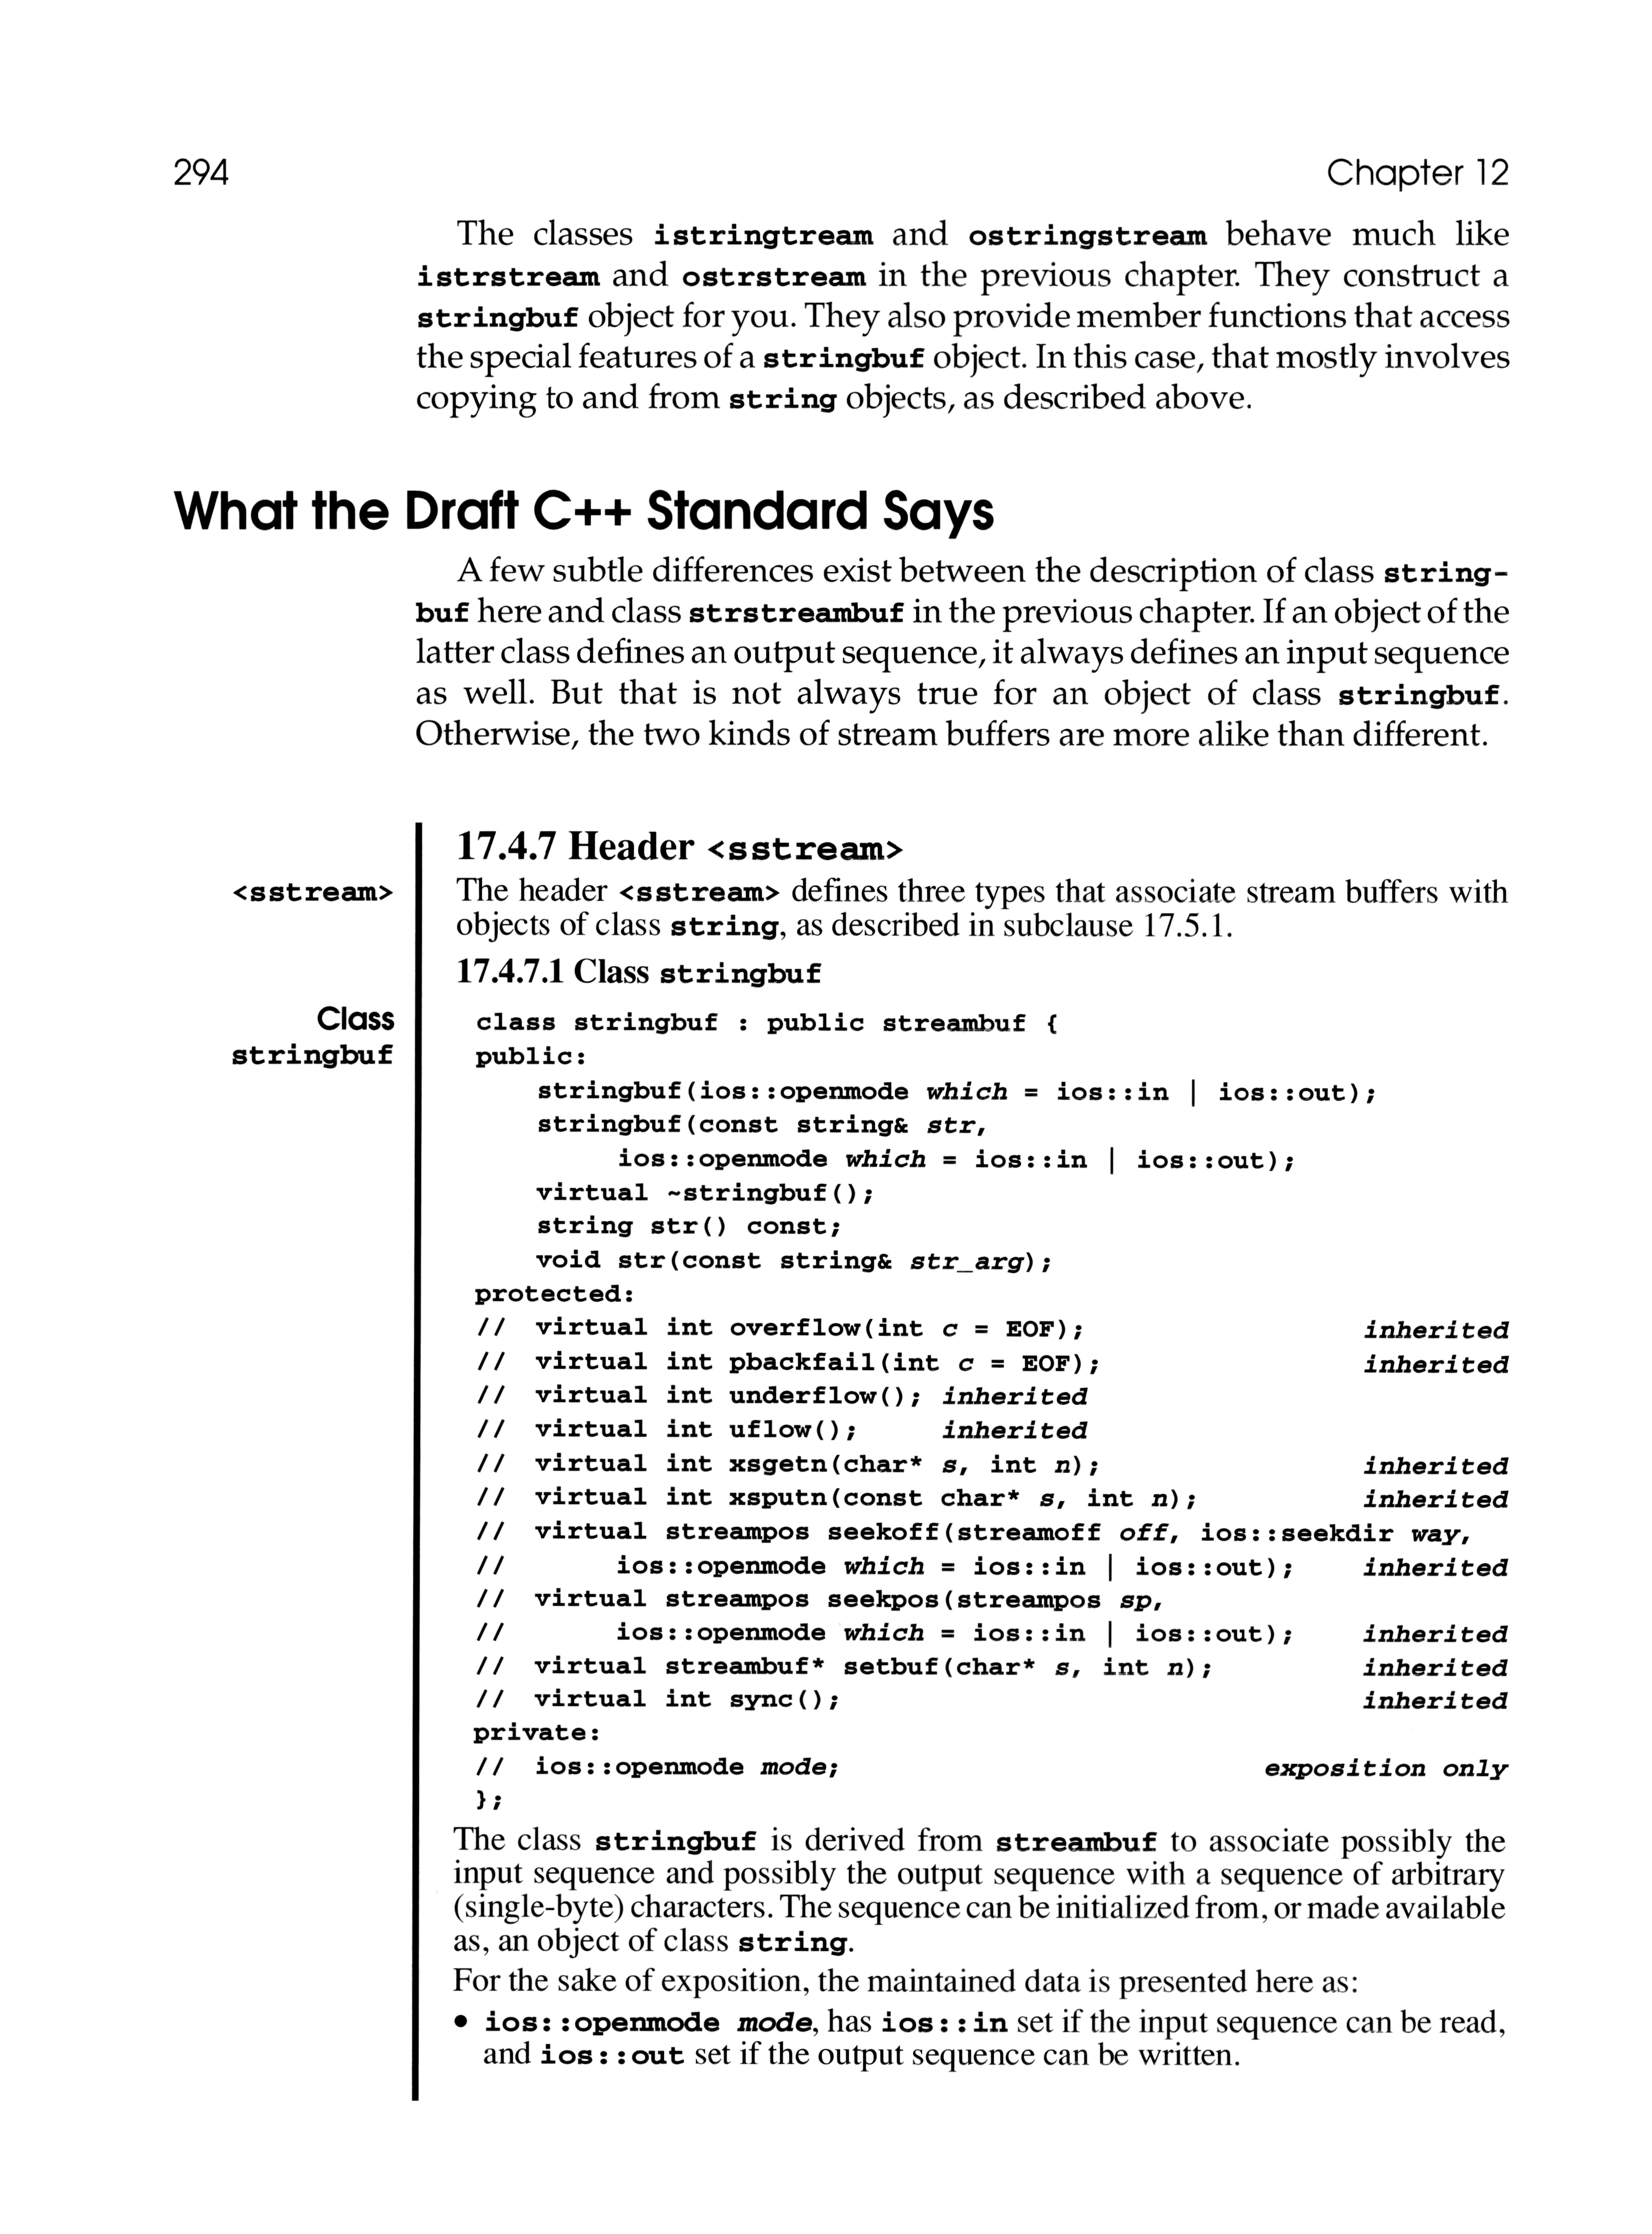 294 Chapter 12
The classes istringtream and ostringstream behave much like
istrstream and ostrstream in the previous chapter. They construct a
stringbuf object for you. They also provide member functions that access
the special features of a stringbuf object. In this case, that mostly involves
copying to and from string objects, as described above.
What the Draft C++ Standard Says
A few subtle differences exist between the description of class string-
buf here and class strstreambuf in the previous chapter. If an object of the
latter class defines an output sequence, it always defines an input sequence
as well. But that is not always true for an object of class stringbuf.
Otherwise, the two kinds of stream buffers are more alike than different.
17.4.7 Header <sstream>
<sstream>
The header <sstream> defines three types that associate stream buffers with
objects of class string, as described in subclause 17.5.1.
17.4.7.1 Class stringbuf
Class
stringbuf
class stringbuf : public streambuf {
public:
stringbuf(ios::openmode which = ios::in | ios::out);
stringbuf(const string& str,
ios::openmode which = ios::in | ios::out);
virtual ~stringbuf();
string str() const;
void str(const string& str_arg);
protected:
// virtual int overflow(int c = EOF); inherited
// virtual int pbackfail(int c = EOF); inherited
// virtual int underflow(); inherited
// virtual int uflow(); inherited
// virtual int xsgetn(char* s, int n); inherited
// virtual int xsputn(const char* s, int n); inherited
// virtual streampos seekoff(streamoff off, ios::seekdir way,
// ios::openmode which = ios::in | ios::out); inherited
// virtual streampos seekpos(streampos sp,
// ios::openmode which = ios::in | ios::out); inherited
// virtual streambuf* setbuf(char* s, int n); inherited
// virtual int sync(); inherited
private:
// ios::openmode mode; exposition only
};
The class stringbuf is derived from streambuf to associate possibly the
input sequence and possibly the output sequence with a sequence of arbitrary
(single-byte) characters. The sequence can be initialized from, or made available
as, an object of class string.
For the sake of exposition, the maintained data is presented here as:
• ios::openmode mode, has ios::in set if the input sequence can be read,
and ios::out set if the output sequence can be written.